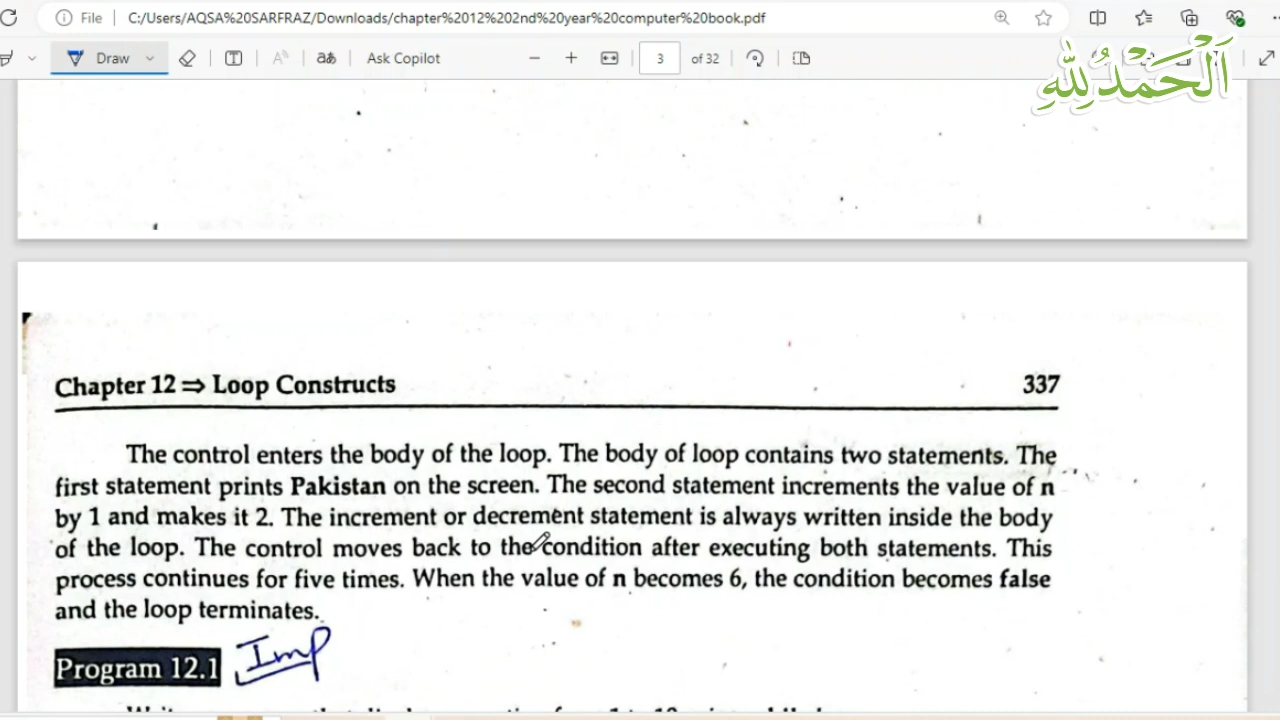 File C:/Users/AQSA%20SARFRAZ/Downloads/chapter%2012%202nd%20year%20computer%20book.pdf
Draw Ask Copilot 3 of 32
اَلْحَمْدُلِلّٰهِ
Chapter 12 ⇒ Loop Constructs 337
The control enters the body of the loop. The body of loop contains two statements. The
first statement prints Pakistan on the screen. The second statement increments the value of n
by 1 and makes it 2. The increment or decrement statement is always written inside the body
of the loop. The control moves back to the condition after executing both statements. This
process continues for five times. When the value of n becomes 6, the condition becomes false
and the loop terminates.
Program 12.1 Imp